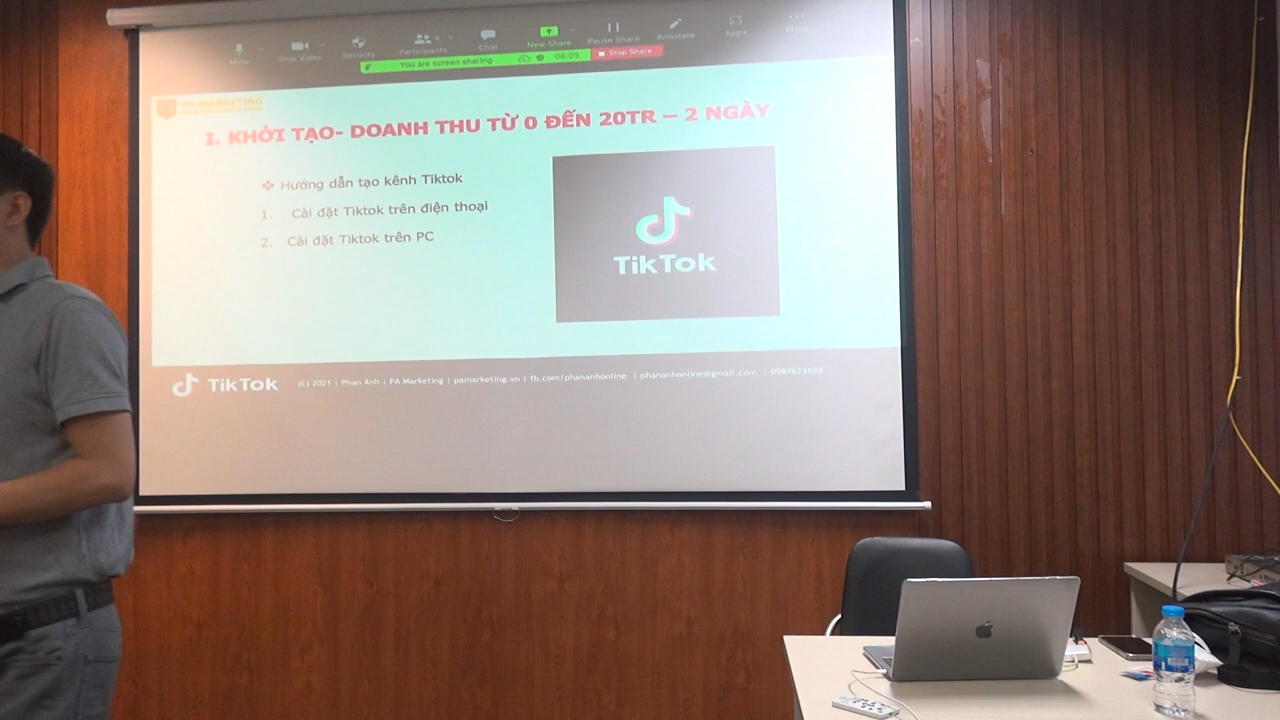 Mute
Stop Video
Security
Participants
Chat
New Share
Pause Share
Annotate
Apps
More
You are screen sharing
06:05
Stop Share
PA MARKETING
I. KHỞI TẠO- DOANH THU TỪ 0 ĐẾN 20TR – 2 NGÀY
❖ Hướng dẫn tạo kênh Tiktok
1. Cài đặt Tiktok trên điện thoại
2. Cài đặt Tiktok trên PC
TikTok
TikTok
(C) 2021 | Phan Anh | PA Marketing | pamarketing.vn | fb.com/phananhonline | phananhonline@gmail.com |